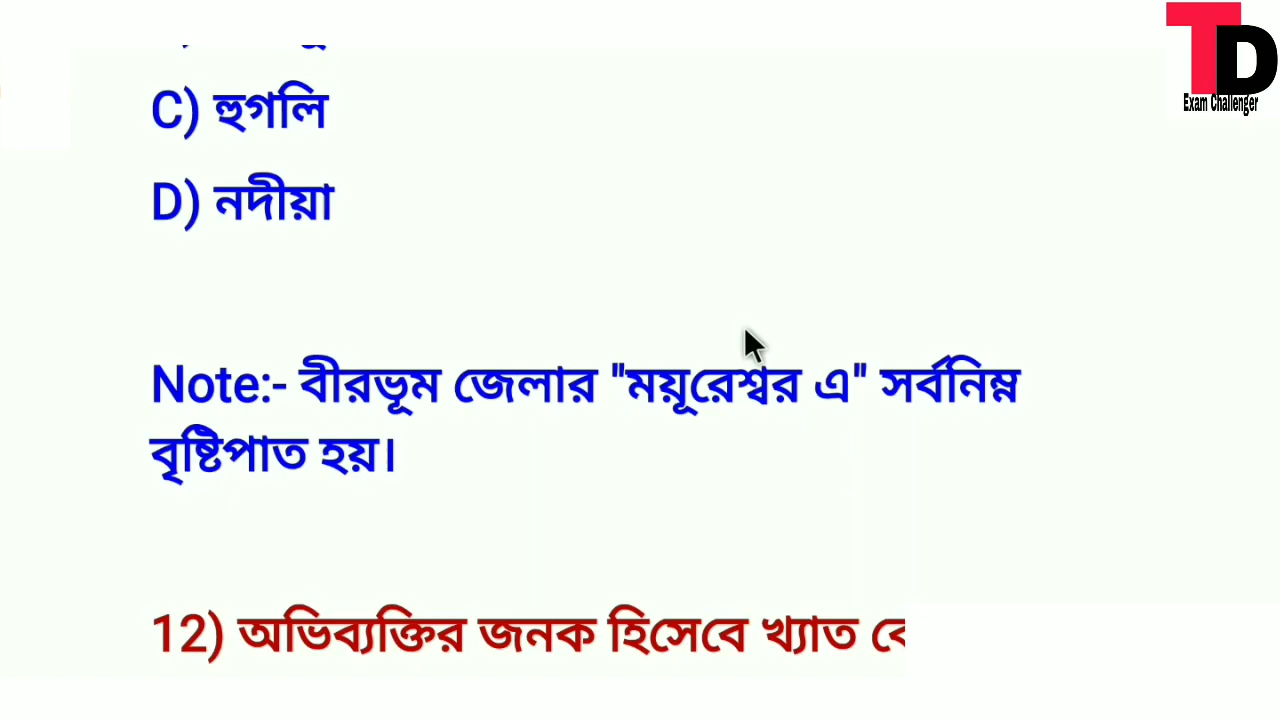 TD
Exam Challenger
C) হুগলি
D) নদীয়া
Note:- বীরভূম জেলার "ময়ূরেশ্বর এ" সর্বনিম্ন
বৃষ্টিপাত হয়।
12) অভিব্যক্তির জনক হিসেবে খ্যাত